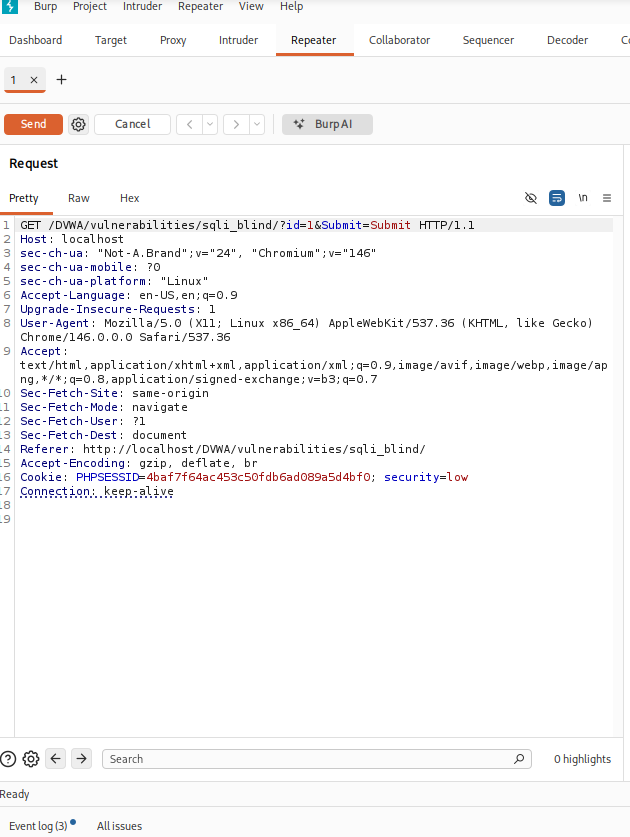 Burp Project Intruder Repeater View Help
Dashboard Target Proxy Intruder Repeater Collaborator Sequencer Decoder
1 × +
Send Cancel < > Burp AI
Request
Pretty Raw Hex \n
1 GET /DVWA/vulnerabilities/sqli_blind/?id=1&Submit=Submit HTTP/1.1
2 Host: localhost
3 sec-ch-ua: "Not-A.Brand";v="24", "Chromium";v="146"
4 sec-ch-ua-mobile: ?0
5 sec-ch-ua-platform: "Linux"
6 Accept-Language: en-US,en;q=0.9
7 Upgrade-Insecure-Requests: 1
8 User-Agent: Mozilla/5.0 (X11; Linux x86_64) AppleWebKit/537.36 (KHTML, like Gecko)
Chrome/146.0.0.0 Safari/537.36
9 Accept:
text/html,application/xhtml+xml,application/xml;q=0.9,image/avif,image/webp,image/ap
ng,*/*;q=0.8,application/signed-exchange;v=b3;q=0.7
10 Sec-Fetch-Site: same-origin
11 Sec-Fetch-Mode: navigate
12 Sec-Fetch-User: ?1
13 Sec-Fetch-Dest: document
14 Referer: http://localhost/DVWA/vulnerabilities/sqli_blind/
15 Accept-Encoding: gzip, deflate, br
16 Cookie: PHPSESSID=4baf7f64ac453c50fdb6ad089a5d4bf0; security=low
17 Connection: keep-alive
18
19
Search 0 highlights
Ready
Event log (3) All issues